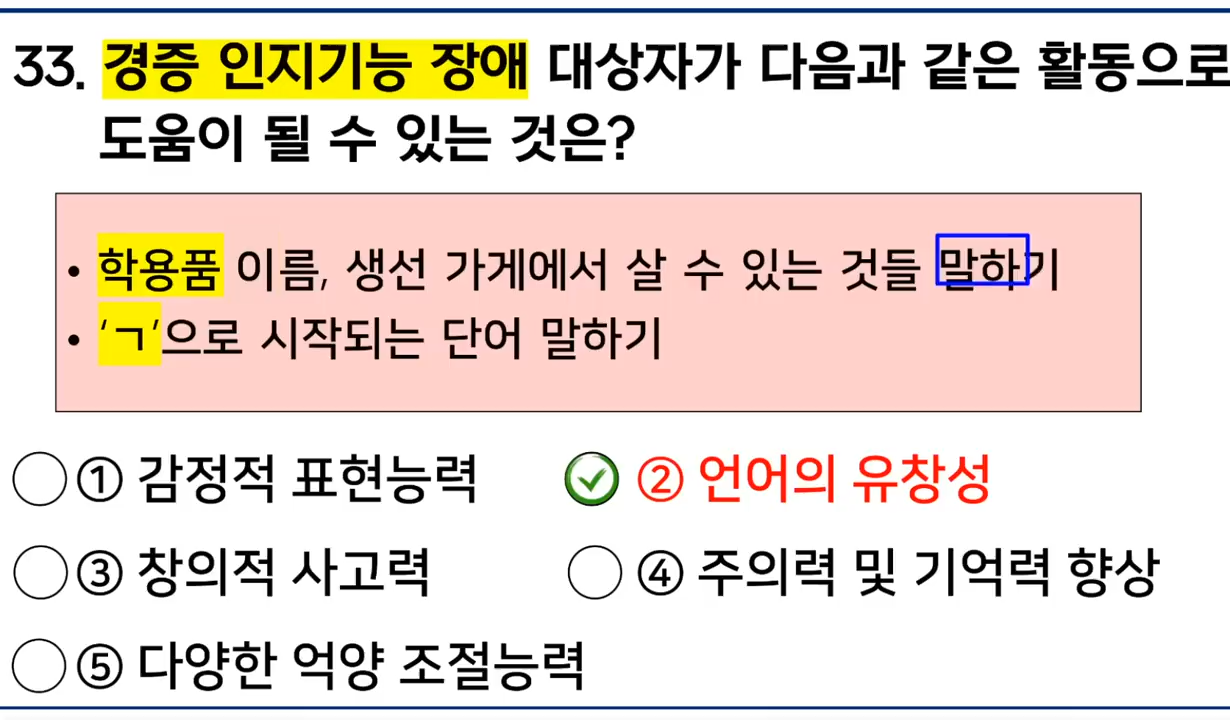 33. 경증 인지기능 장애 대상자가 다음과 같은 활동으로
도움이 될 수 있는 것은?
• 학용품 이름, 생선 가게에서 살 수 있는 것들 말하기
• ‘ㄱ’으로 시작되는 단어 말하기
① 감정적 표현능력 ② 언어의 유창성
③ 창의적 사고력 ④ 주의력 및 기억력 향상
⑤ 다양한 억양 조절능력